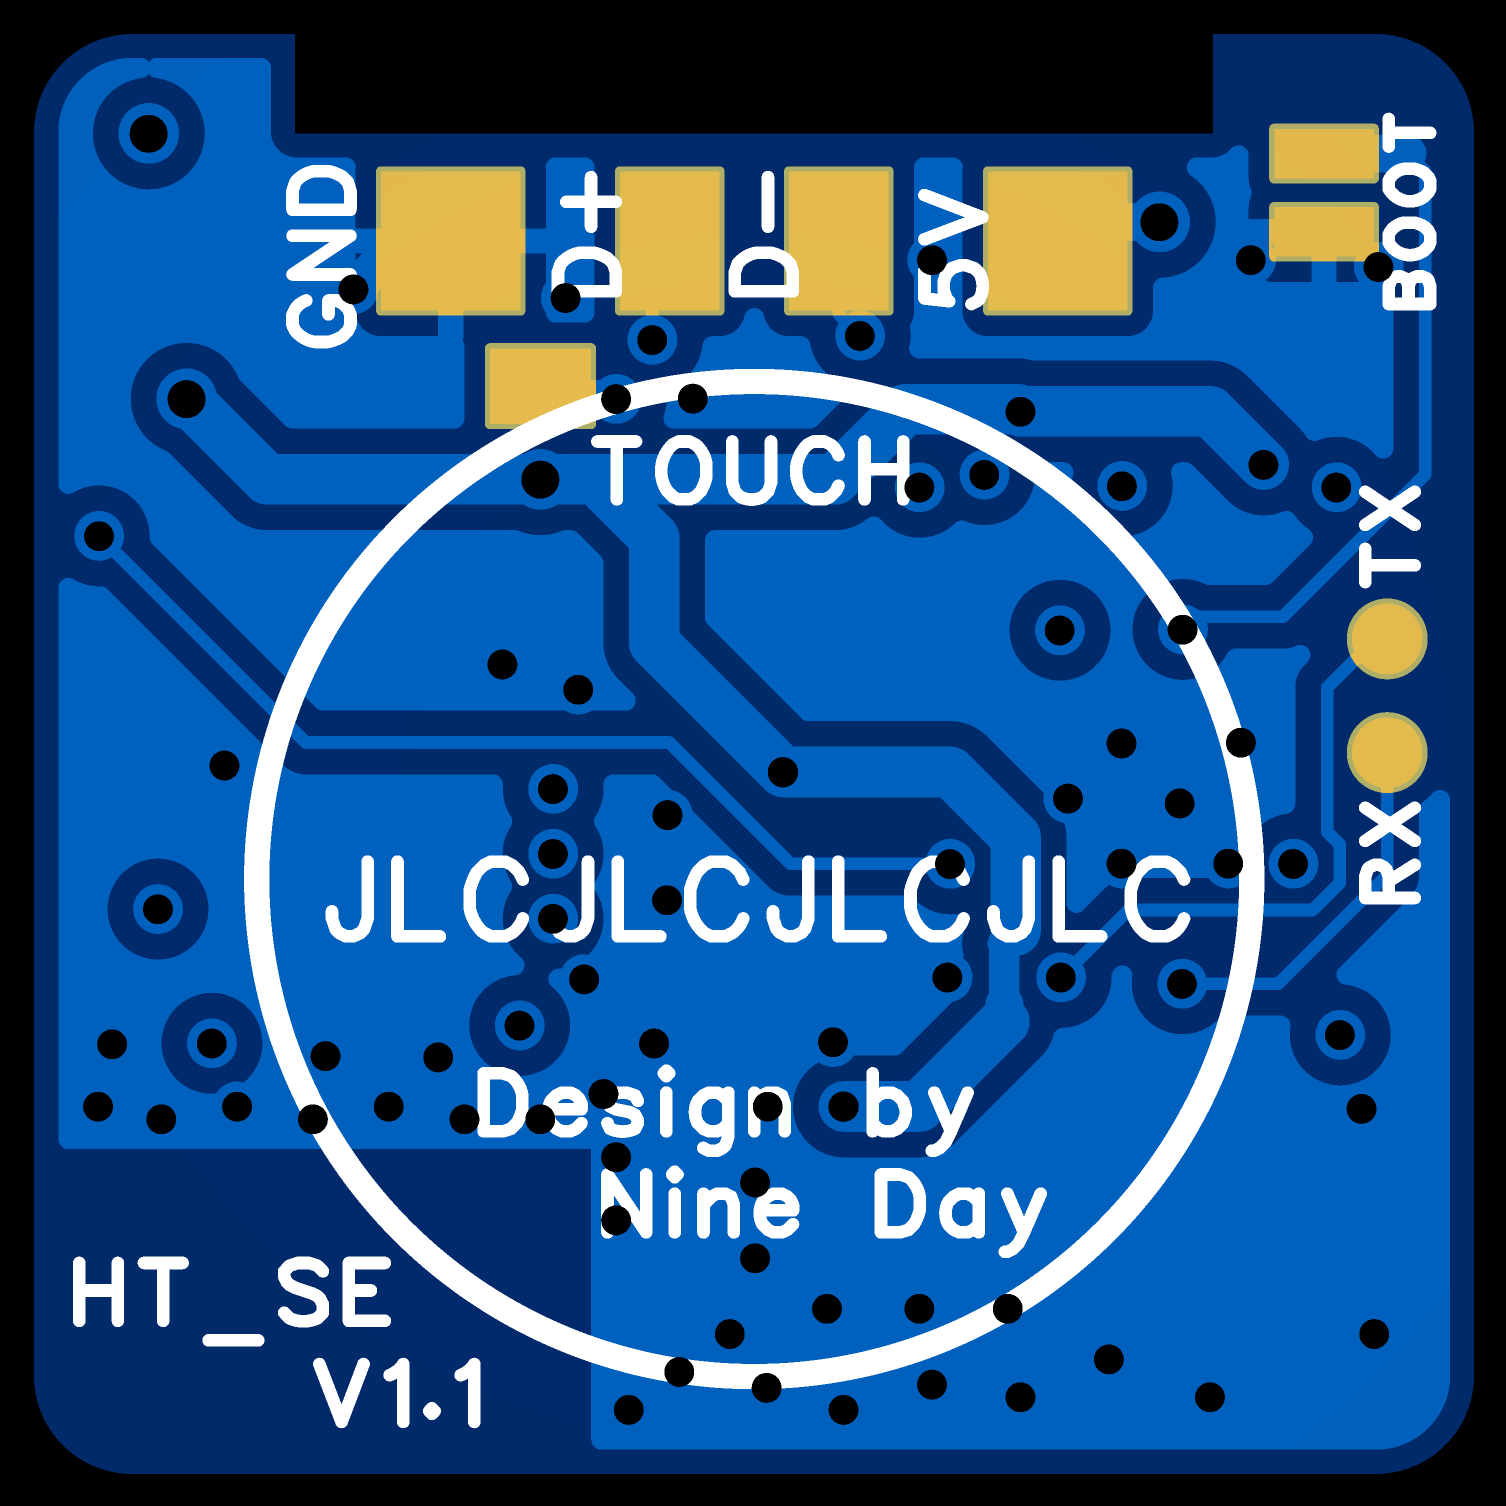 GND
D+
D-
5V
BOOT
TOUCH
TX
RX
JLCJLCJLCJLC
Design by
Nine Day
HT_SE
V1.1